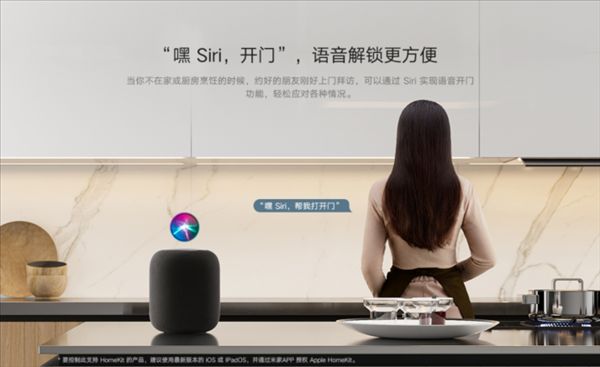 “嘿 Siri，开门”，语音解锁更方便
当你不在家或厨房烹饪的时候，约好的朋友刚好上门拜访，可以通过 Siri 实现语音开门
功能，轻松应对各种情况。
“嘿 Siri，帮我打开门”
* 要控制此支持 HomeKit 的产品，建议使用最新版本的 iOS 或 iPadOS，并通过米家APP 授权 Apple HomeKit。